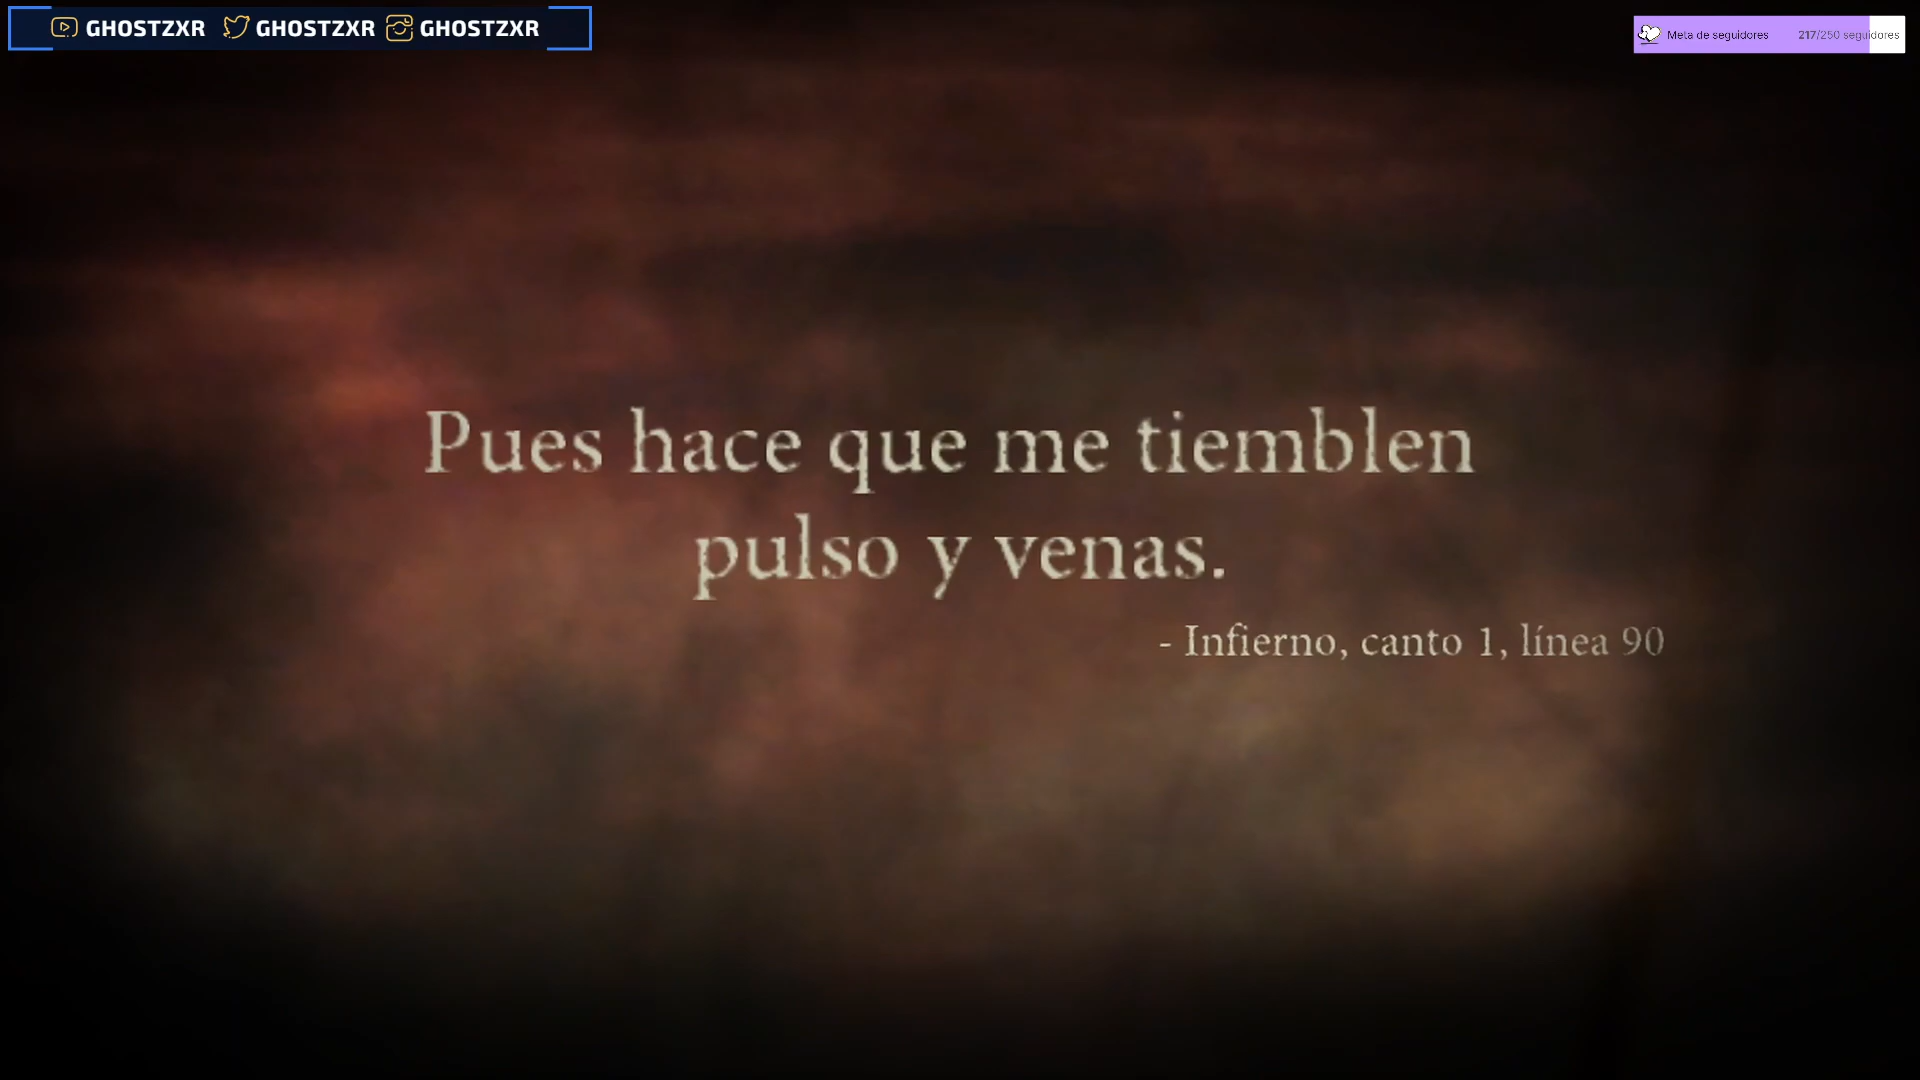 GHOSTZXR GHOSTZXR GHOSTZXR
Meta de seguidores 217/250 seguidores
Pues hace que me tiemblen
pulso y venas.
- Infierno, canto 1, línea 90